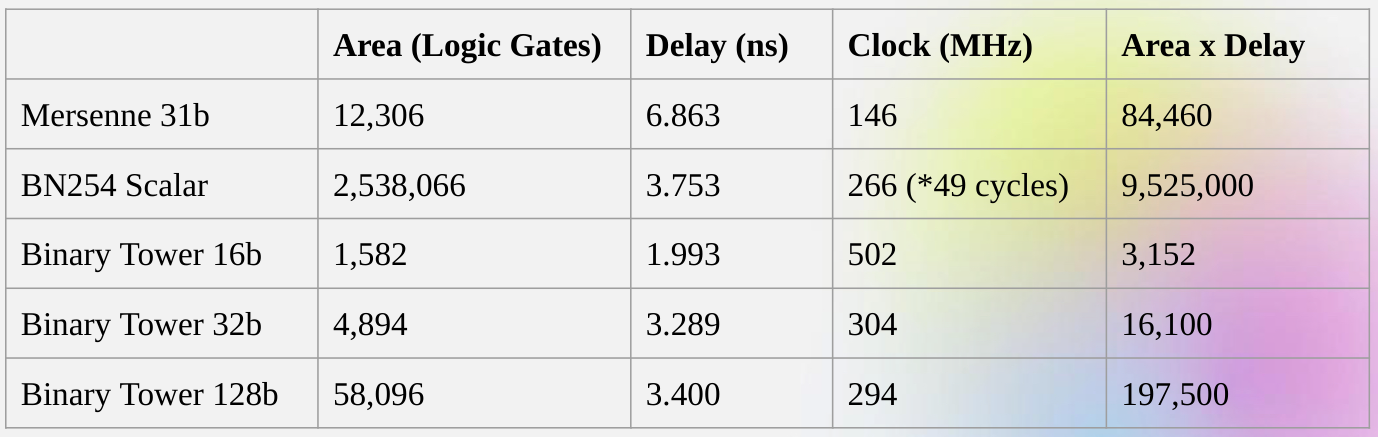 Area (Logic Gates) Delay (ns) Clock (MHz) Area x Delay
Mersenne 31b 12,306 6.863 146 84,460
BN254 Scalar 2,538,066 3.753 266 (*49 cycles) 9,525,000
Binary Tower 16b 1,582 1.993 502 3,152
Binary Tower 32b 4,894 3.289 304 16,100
Binary Tower 128b 58,096 3.400 294 197,500